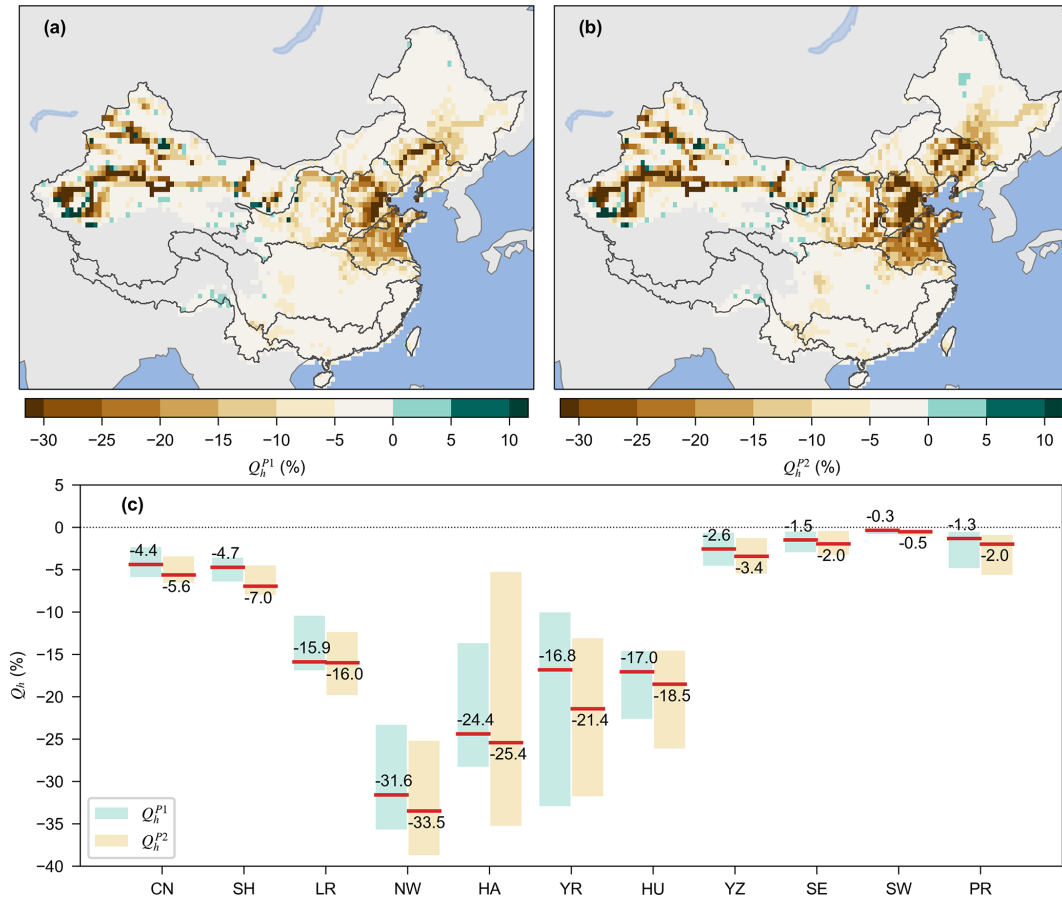 (a)
(b)
−30 −25 −20 −15 −10 −5 0 5 10
−30 −25 −20 −15 −10 −5 0 5 10
Q_h^{P1} (%)
Q_h^{P2} (%)
(c)
5
0
−5
−10
−15
−20
−25
−30
−35
−40
Q_h (%)
-4.4
-5.6
-4.7
-7.0
-15.9
-16.0
-31.6
-33.5
-24.4
-25.4
-16.8
-21.4
-17.0
-18.5
-2.6
-3.4
-1.5
-2.0
-0.3
-0.5
-1.3
-2.0
Q_h^{P1}
Q_h^{P2}
CN SH LR NW HA YR HU YZ SE SW PR